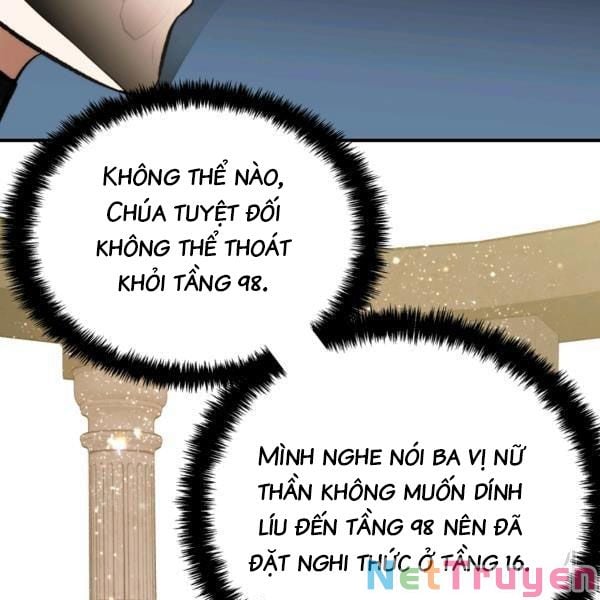 KHÔNG THỂ NÀO,
CHÚA TUYỆT ĐỐI
KHÔNG THỂ THOÁT
KHỎI TẦNG 98.
MÌNH NGHE NÓI BA VỊ NỮ
THẦN KHÔNG MUỐN DÍNH
LÍU ĐẾN TẦNG 98 NÊN ĐÃ
ĐẶT NGHI THỨC Ở TẦNG 16.
NetTruyen